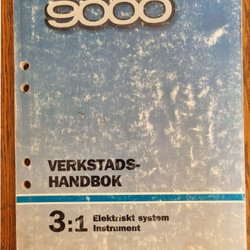 9000
VERKSTADS-
HANDBOK
3:1 Elektriskt system
Instrument